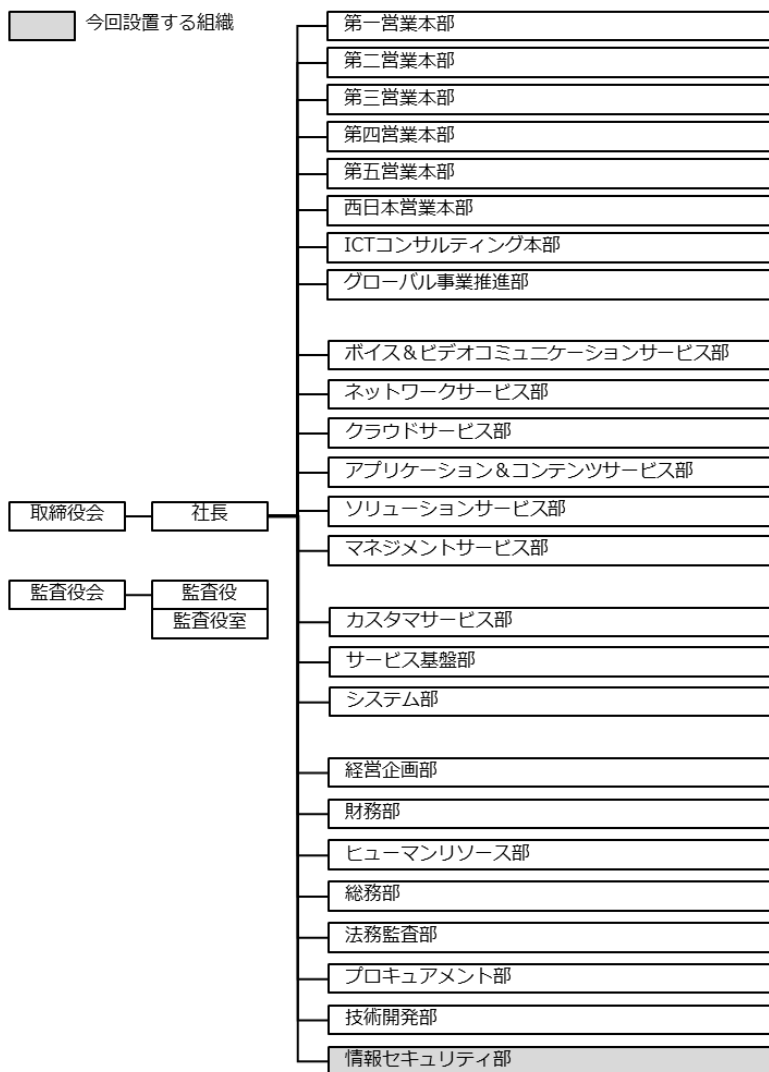 今回設置する組織
第一営業本部
第二営業本部
第三営業本部
第四営業本部
第五営業本部
西日本営業本部
ICTコンサルティング本部
グローバル事業推進部
ボイス＆ビデオコミュニケーションサービス部
ネットワークサービス部
クラウドサービス部
アプリケーション＆コンテンツサービス部
取締役会
社長
ソリューションサービス部
マネジメントサービス部
監査役会
監査役
監査役室
カスタマサービス部
サービス基盤部
システム部
経営企画部
財務部
ヒューマンリソース部
総務部
法務監査部
プロキュアメント部
技術開発部
情報セキュリティ部